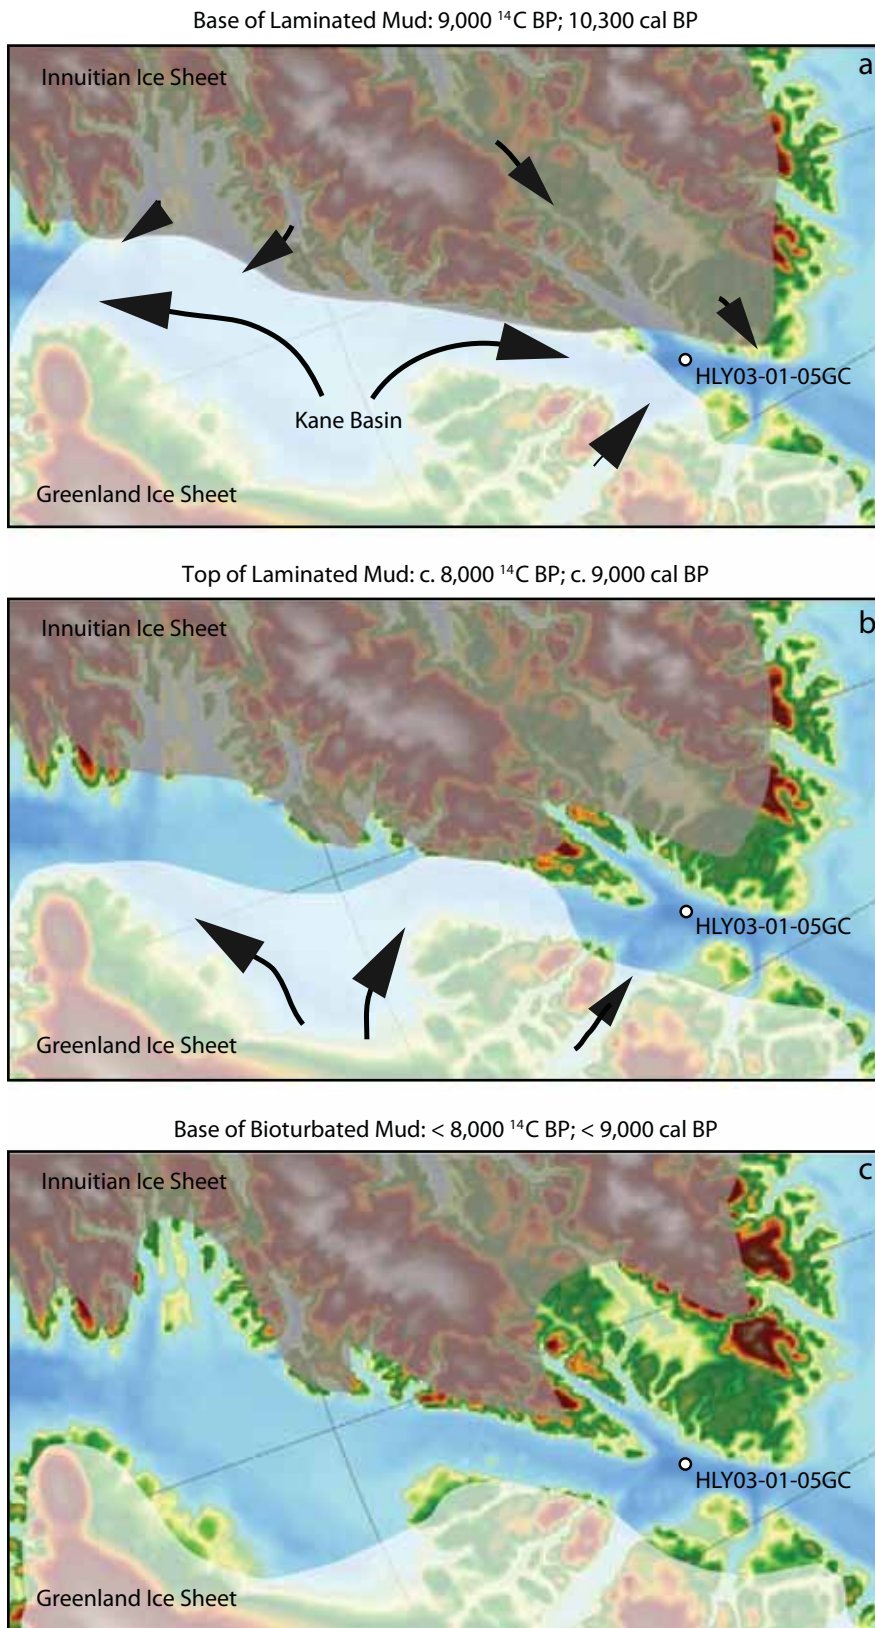 Base of Laminated Mud: 9,000 ¹⁴C BP; 10,300 cal BP
a
Innuitian Ice Sheet
HLY03-01-05GC
Kane Basin
Greenland Ice Sheet
Top of Laminated Mud: c. 8,000 ¹⁴C BP; c. 9,000 cal BP
b
Innuitian Ice Sheet
HLY03-01-05GC
Greenland Ice Sheet
Base of Bioturbated Mud: < 8,000 ¹⁴C BP; < 9,000 cal BP
c
Innuitian Ice Sheet
HLY03-01-05GC
Greenland Ice Sheet